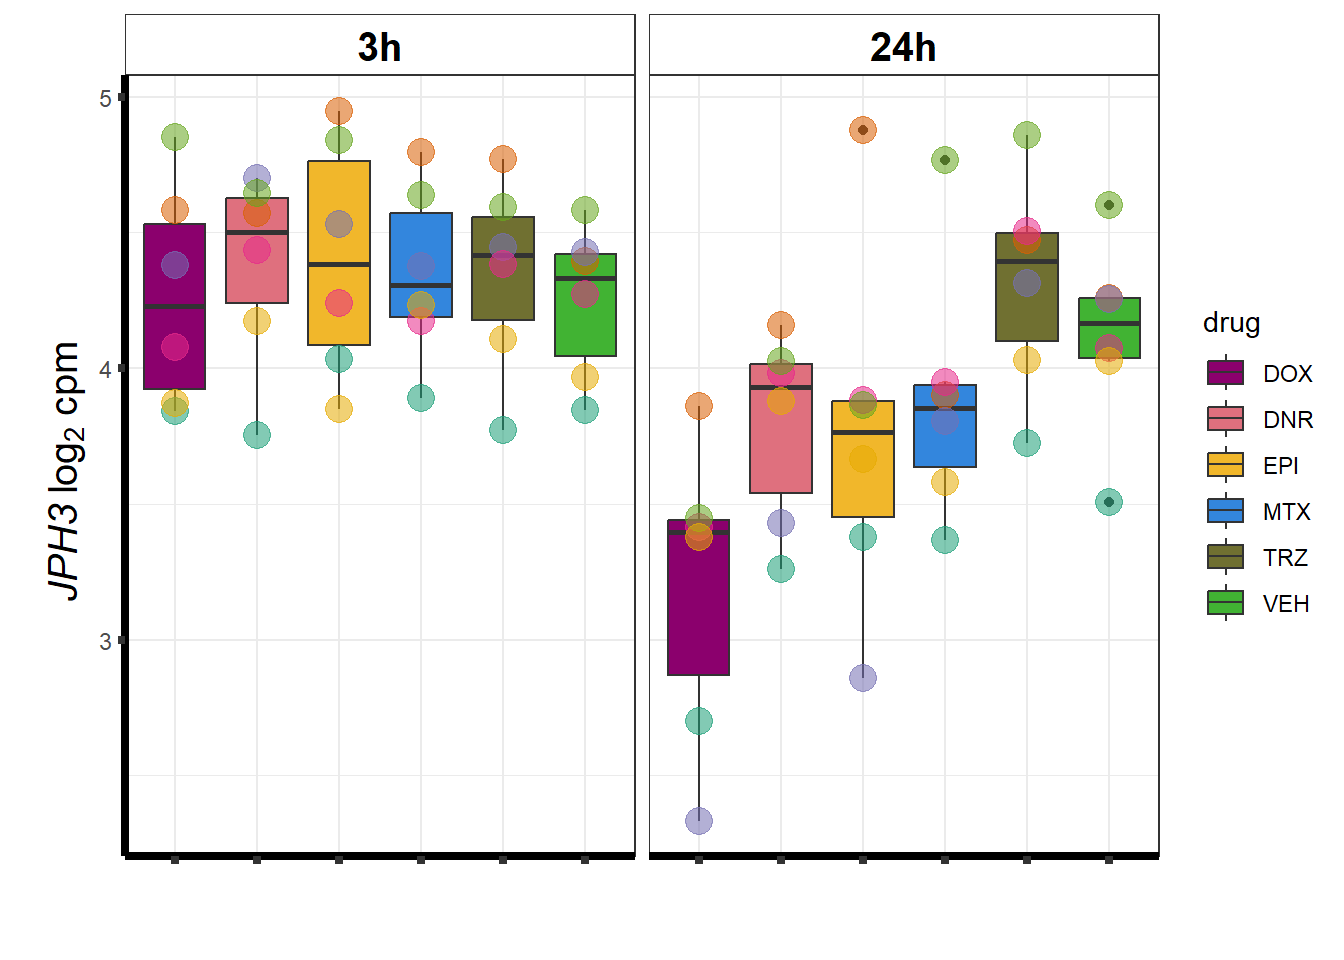 3h
24h
5
4
3
JPH3 log₂ cpm
drug
DOX
DNR
EPI
MTX
TRZ
VEH